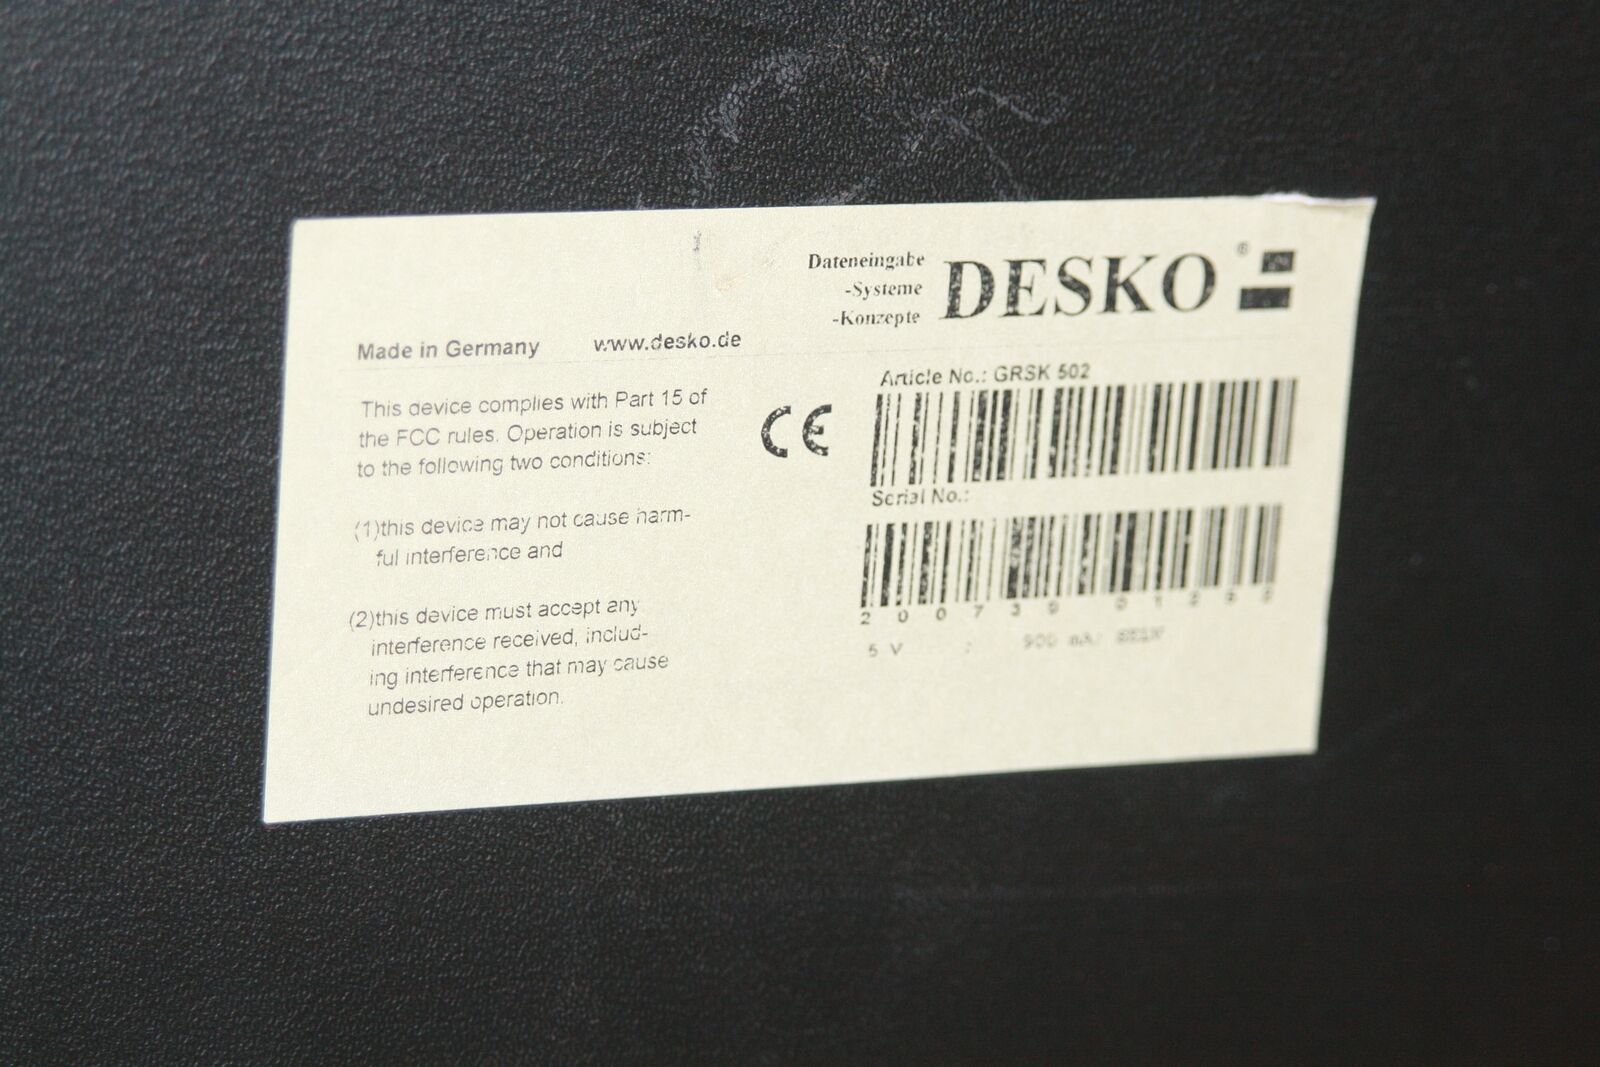 Dateneingabe
-Systeme
-Konzepte
DESKO ®
Made in Germany www.desko.de
This device complies with Part 15 of
the FCC rules. Operation is subject
to the following two conditions:
(1)this device may not cause harm-
ful interference and
(2)this device must accept any
interference received, includ-
ing interference that may cause
undesired operation.
CE
Article No.: GRSK 502
Serial No.:
5 V 900 mA/